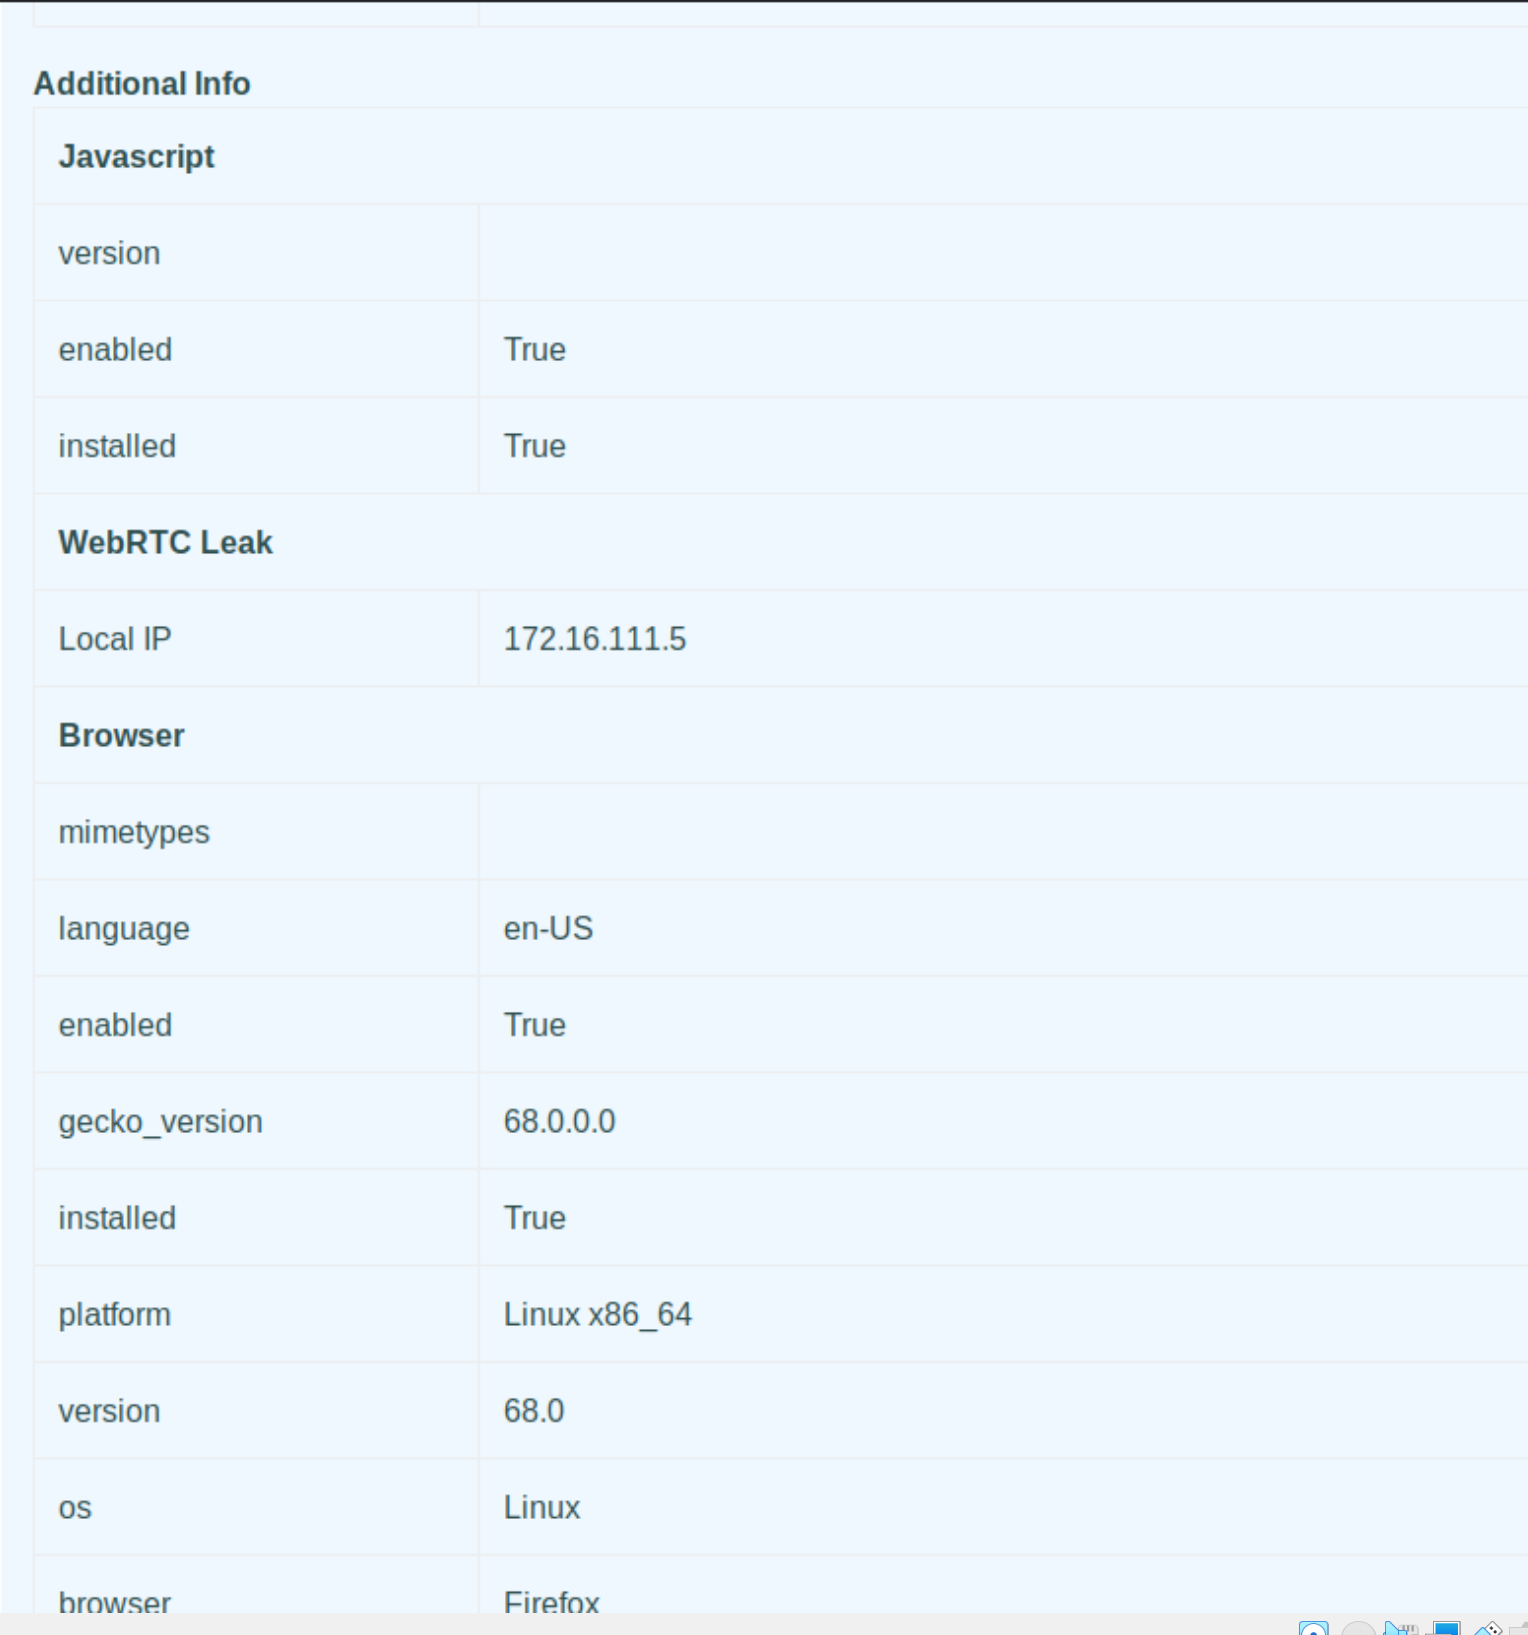 Additional Info
Javascript
version
enabled True
installed True
WebRTC Leak
Local IP 172.16.111.5
Browser
mimetypes
language en-US
enabled True
gecko_version 68.0.0.0
installed True
platform Linux x86_64
version 68.0
os Linux
browser Firefox